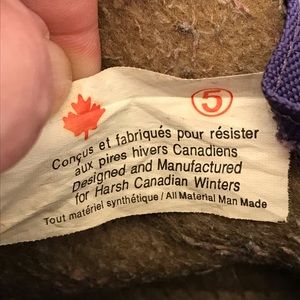 5
Conçus et fabriqués pour résister
aux pires hivers Canadiens
Designed and Manufactured
for Harsh Canadian Winters
Tout matériel synthétique / All Material Man Made